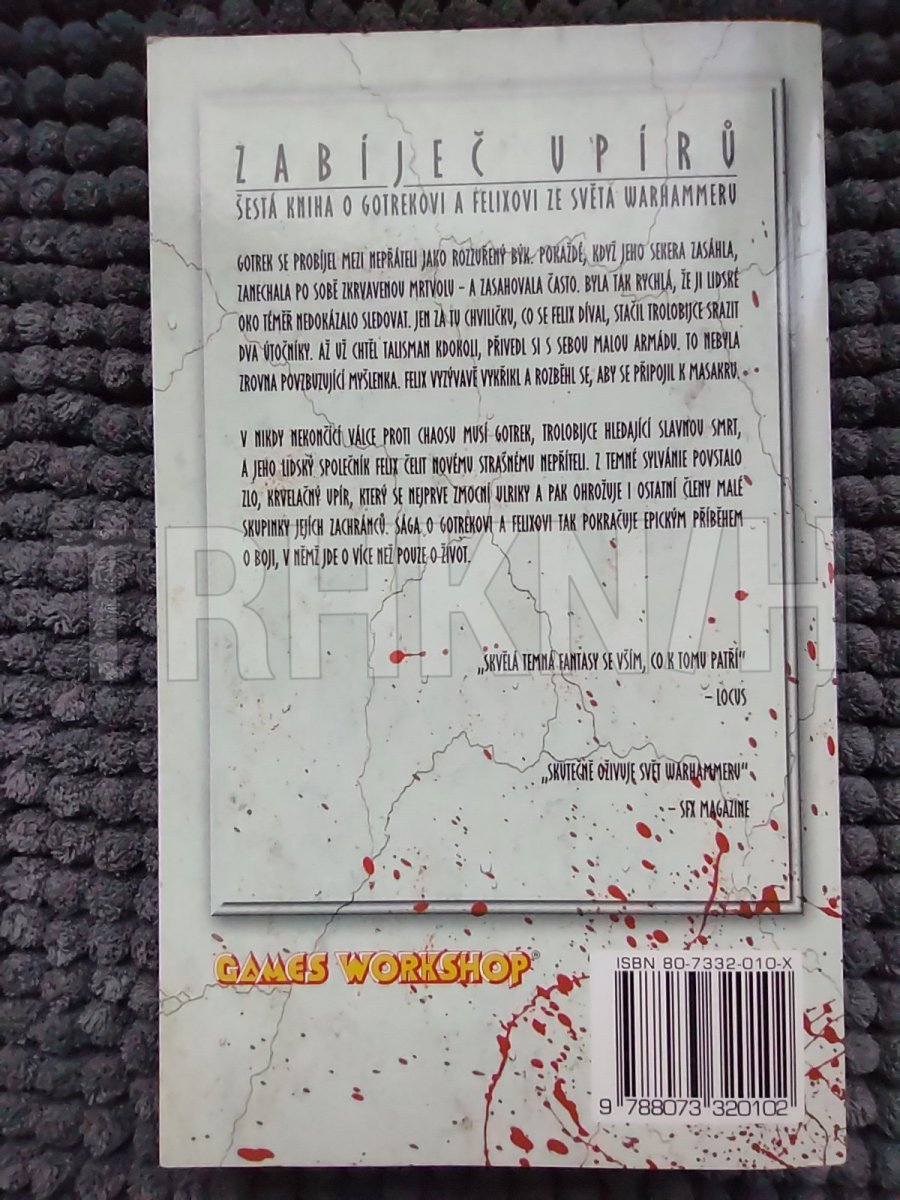 ZABÍJEČ UPÍRŮ
ŠESTÁ KNIHA O GOTREKOVI A FELIXOVI ZE SVĚTA WARHAMMERU
GOTREK SE PROBÍJEL MEZI NEPŘÁTELI JAKO ROZZUŘENÝ BÝK. POKAŽDÉ, KDYŽ JEHO SEKERA ZASÁHLA,
ZANECHALA PO SOBĚ ZKRVAVENOU MRTVOLU – A ZASAHOVALA ČASTO. BYLA TAK RYCHLÁ, ŽE JI LIDSKÉ
OKO TÉMĚŘ NEDOKÁZALO SLEDOVAT. JEN ZA TU CHVILIČKU, CO SE FELIX DÍVAL, STAČIL TROLOBIJCE SRAZIT
DVA ÚTOČNÍKY. AŽ UŽ CHTĚL TALISMAN KDOKOLI, PŘIVEDL SI S SEBOU MALOU ARMÁDU. TO NEBYLA
ZROVNA POVZBUZUJÍCÍ MYŠLENKA. FELIX VYZÝVAVĚ VYKŘIKL A ROZBĚHL SE, ABY SE PŘIPOJIL K MASAKRU.
V NIKDY NEKONČÍCÍ VÁLCE PROTI CHAOSU MUSÍ GOTREK, TROLOBIJCE HLEDAJÍCÍ SLAVNOU SMRT,
A JEHO LIDSKÝ SPOLEČNÍK FELIX ČELIT NOVÉMU STRAŠNÉMU NEPŘÍTELI. Z TEMNÉ SYLVÁNIE POVSTALO
ZLO, KRVELAČNÝ UPÍR, KTERÝ SE NEJPRVE ZMOCNÍ ULRIKY A PAK OHROŽUJE I OSTATNÍ ČLENY MALÉ
SKUPINKY JEJÍCH ZACHRÁNCŮ. SÁGA O GOTREKOVI A FELIXOVI TAK POKRAČUJE EPICKÝM PŘÍBĚHEM
O BOJI, V NĚMŽ JDE O VÍCE NEŽ POUZE O ŽIVOT.
TRHKNIH
„SKVĚLÁ TEMNÁ FANTASY SE VŠÍM, CO K TOMU PATŘÍ"
– LOCUS
„SKUTEČNĚ OŽIVUJE SVĚT WARHAMMERU"
– SFX MAGAZINE
GAMES WORKSHOP®
ISBN 80-7332-010-X
9 788073 320102